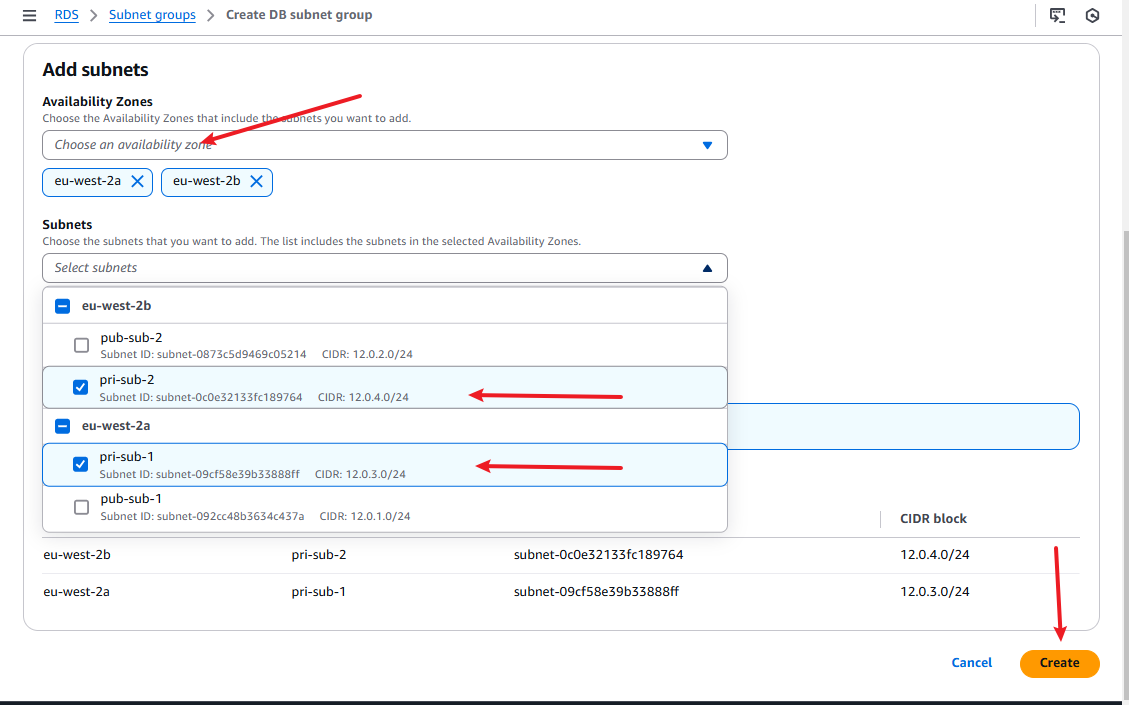 RDS > Subnet groups > Create DB subnet group
Add subnets
Availability Zones
Choose the Availability Zones that include the subnets you want to add.
Choose an availability zone
eu-west-2a eu-west-2b
Subnets
Choose the subnets that you want to add. The list includes the subnets in the selected Availability Zones.
Select subnets
eu-west-2b
pub-sub-2
Subnet ID: subnet-0873c5d9469c05214 CIDR: 12.0.2.0/24
pri-sub-2
Subnet ID: subnet-0c0e32133fc189764 CIDR: 12.0.4.0/24
eu-west-2a
pri-sub-1
Subnet ID: subnet-09cf58e39b33888ff CIDR: 12.0.3.0/24
pub-sub-1
Subnet ID: subnet-092cc48b3634c437a CIDR: 12.0.1.0/24
CIDR block
eu-west-2b pri-sub-2 subnet-0c0e32133fc189764 12.0.4.0/24
eu-west-2a pri-sub-1 subnet-09cf58e39b33888ff 12.0.3.0/24
Cancel Create